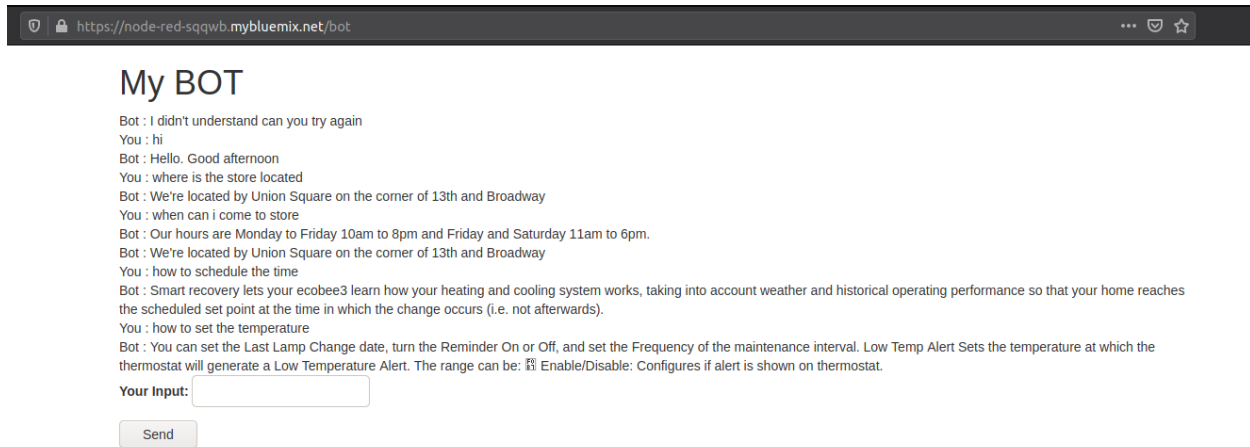 https://node-red-sqqwb.mybluemix.net/bot
My BOT
Bot : I didn't understand can you try again
You : hi
Bot : Hello. Good afternoon
You : where is the store located
Bot : We're located by Union Square on the corner of 13th and Broadway
You : when can i come to store
Bot : Our hours are Monday to Friday 10am to 8pm and Friday and Saturday 11am to 6pm.
Bot : We're located by Union Square on the corner of 13th and Broadway
You : how to schedule the time
Bot : Smart recovery lets your ecobee3 learn how your heating and cooling system works, taking into account weather and historical operating performance so that your home reaches
the scheduled set point at the time in which the change occurs (i.e. not afterwards).
You : how to set the temperature
Bot : You can set the Last Lamp Change date, turn the Reminder On or Off, and set the Frequency of the maintenance interval. Low Temp Alert Sets the temperature at which the
thermostat will generate a Low Temperature Alert. The range can be: Enable/Disable: Configures if alert is shown on thermostat.
Your Input:
Send